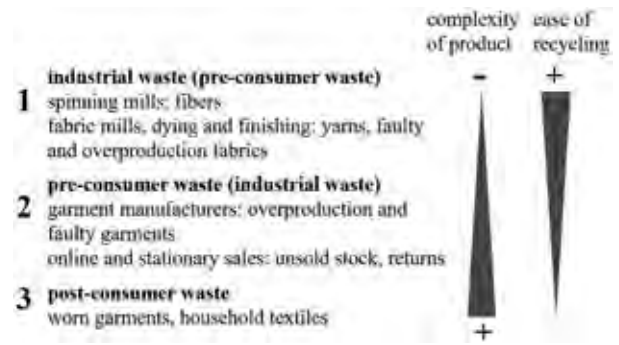 complexity ease of
of product recycling
- +
industrial waste (pre-consumer waste)
1 spinning mills: fibers
fabric mills, dying and finishing: yarns, faulty
and overproduction fabrics
pre-consumer waste (industrial waste)
2 garment manufacturers: overproduction and
faulty garments
online and stationary sales: unsold stock, returns
3 post-consumer waste
worn garments, household textiles
+ -